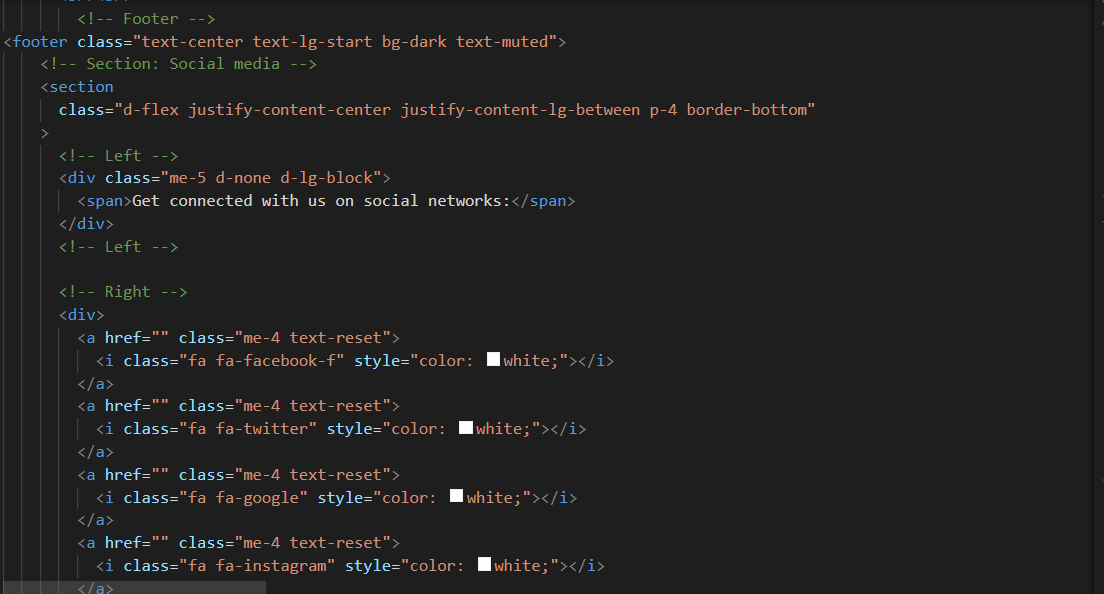 <!-- Footer -->
<footer class="text-center text-lg-start bg-dark text-muted">
<!-- Section: Social media -->
<section
class="d-flex justify-content-center justify-content-lg-between p-4 border-bottom"
>
<!-- Left -->
<div class="me-5 d-none d-lg-block">
<span>Get connected with us on social networks:</span>
</div>
<!-- Left -->
<!-- Right -->
<div>
<a href="" class="me-4 text-reset">
<i class="fa fa-facebook-f" style="color: white;"></i>
</a>
<a href="" class="me-4 text-reset">
<i class="fa fa-twitter" style="color: white;"></i>
</a>
<a href="" class="me-4 text-reset">
<i class="fa fa-google" style="color: white;"></i>
</a>
<a href="" class="me-4 text-reset">
<i class="fa fa-instagram" style="color: white;"></i>
</a>